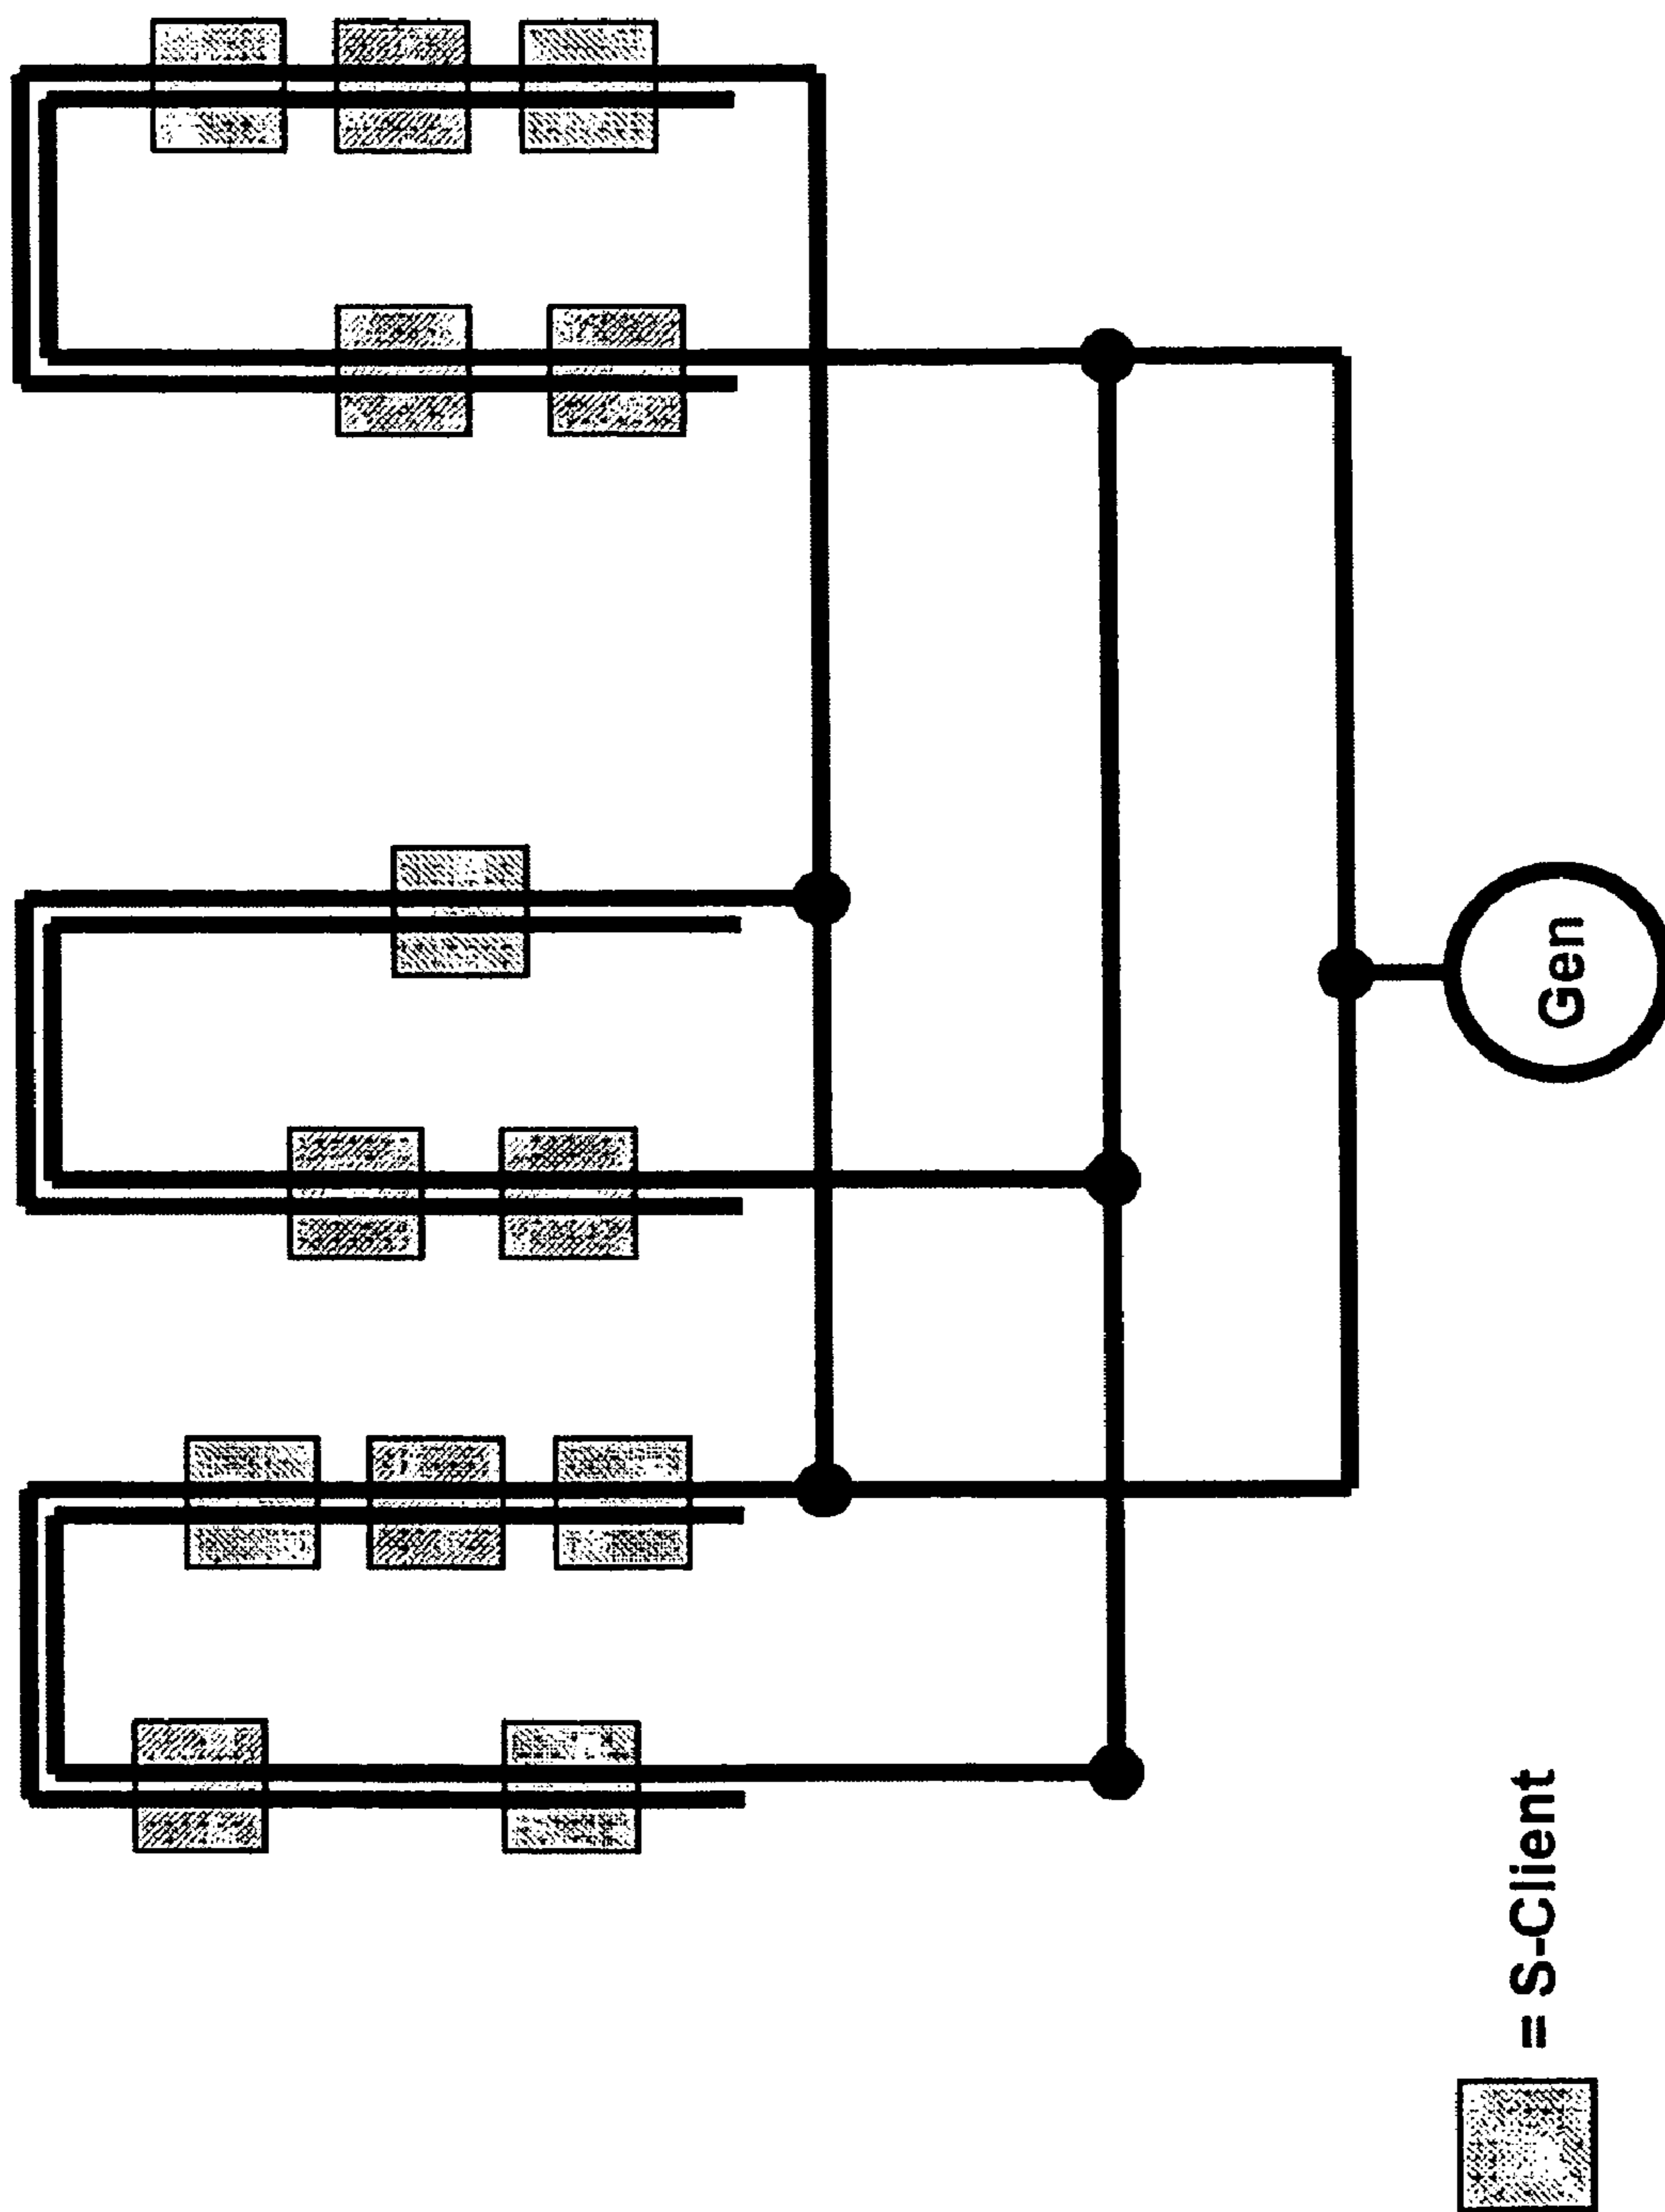 Gen
= S-Client